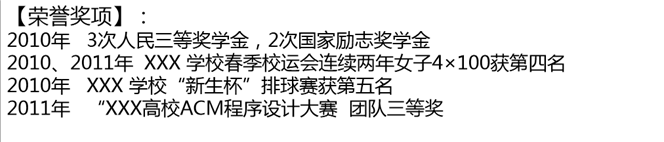 【荣誉奖项】：
2010年 3次人民三等奖学金，2次国家励志奖学金
2010、2011年 XXX 学校春季校运会连续两年女子4×100获第四名
2010年 XXX 学校“新生杯”排球赛获第五名
2011年 “XXX高校ACM程序设计大赛 团队三等奖